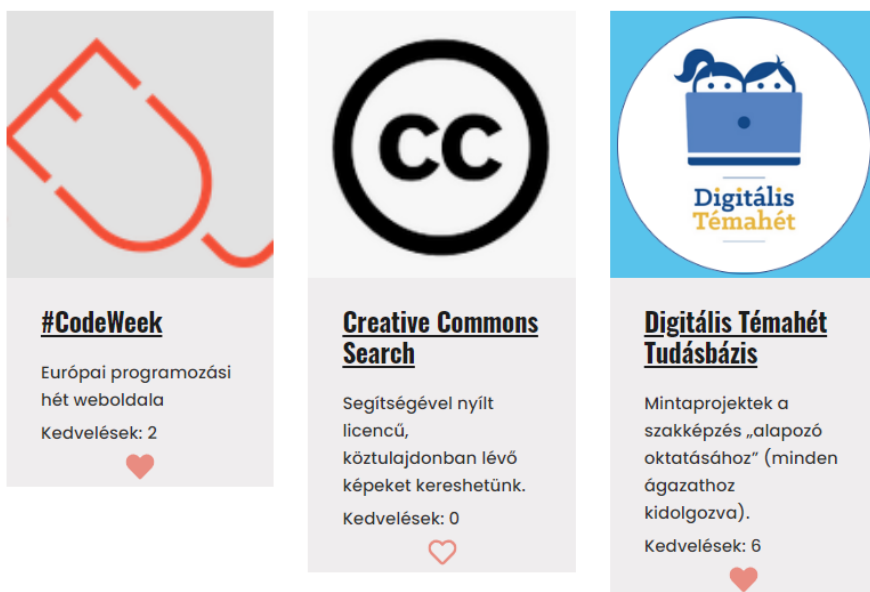 #CodeWeek
Európai programozási
hét weboldala
Kedvelések: 2
cc
Creative Commons
Search
Segítségével nyílt
licencű,
köztulajdonban lévő
képeket kereshetünk.
Kedvelések: 0
Digitális
Témahét
Digitális Témahét
Tudásbázis
Mintaprojektek a
szakképzés „alapozó
oktatásához” (minden
ágazathoz
kidolgozva).
Kedvelések: 6